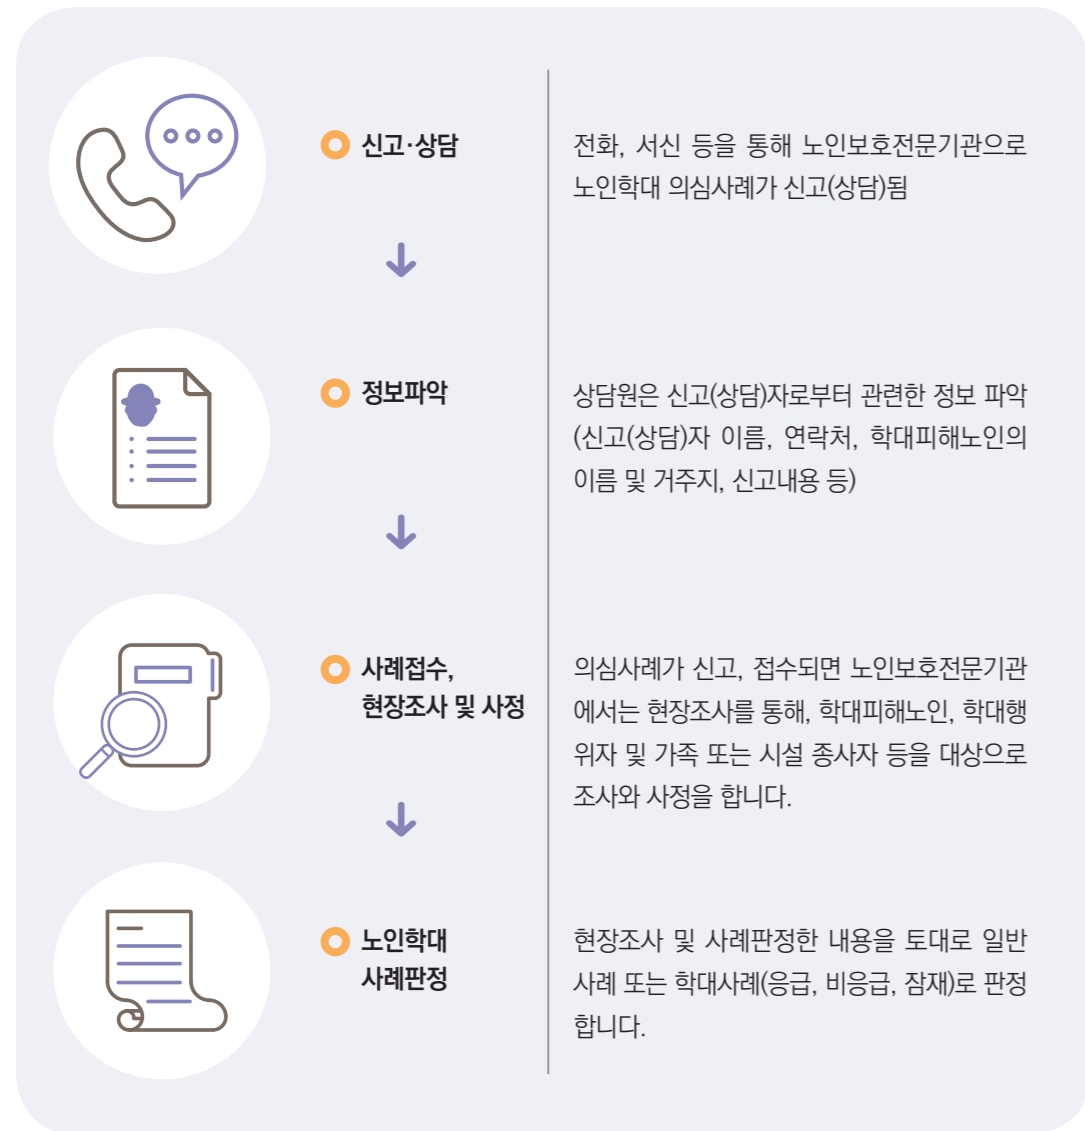 신고·상담
전화, 서신 등을 통해 노인보호전문기관으로
노인학대 의심사례가 신고(상담)됨
정보파악
상담원은 신고(상담)자로부터 관련한 정보 파악
(신고(상담)자 이름, 연락처, 학대피해노인의
이름 및 거주지, 신고내용 등)
사례접수,
현장조사 및 사정
의심사례가 신고, 접수되면 노인보호전문기관
에서는 현장조사를 통해, 학대피해노인, 학대행
위자 및 가족 또는 시설 종사자 등을 대상으로
조사와 사정을 합니다.
노인학대
사례판정
현장조사 및 사례판정한 내용을 토대로 일반
사례 또는 학대사례(응급, 비응급, 잠재)로 판정
합니다.